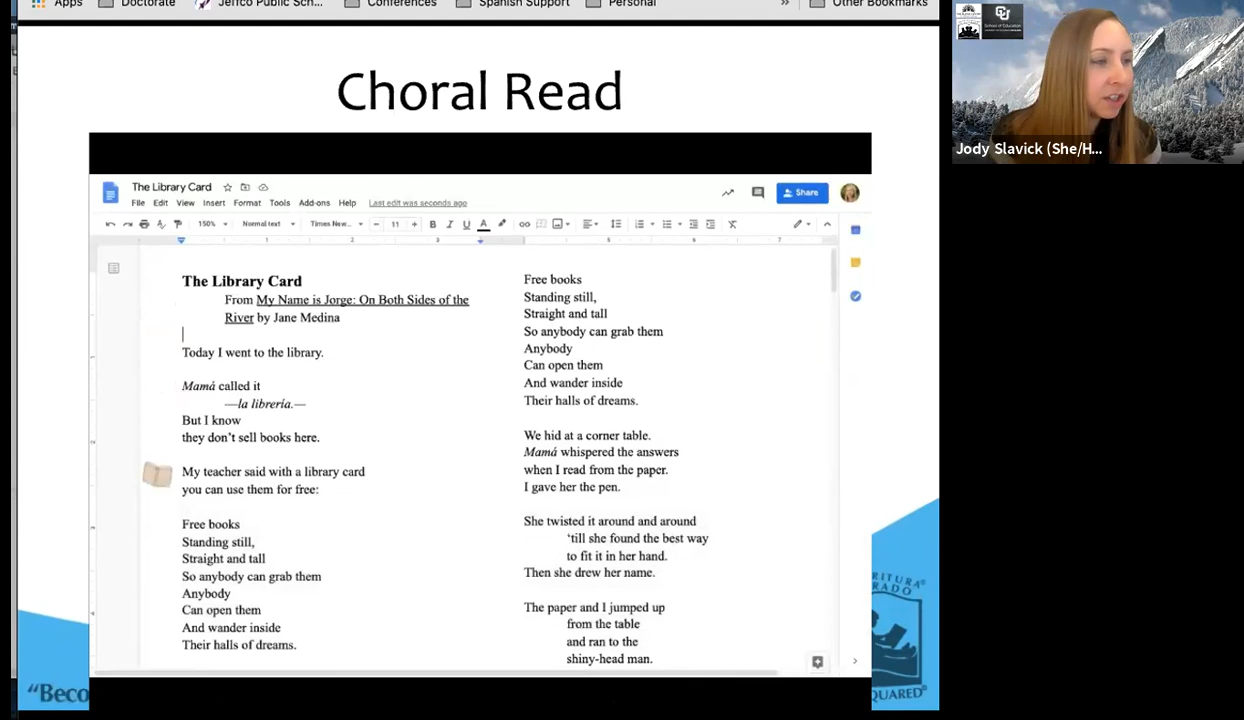 Apps
Doctorate
Jeffco Public Sch...
Conferences
Spanish Support
Personal
»
Other Bookmarks
Choral Read
Jody Slavick (She/H...
The Library Card
File Edit View Insert Format Tools Add-ons Help Last edit was seconds ago
Share
150% Normal text Times New... 11
The Library Card
From My Name is Jorge: On Both Sides of the
River by Jane Medina
Today I went to the library.
Mamá called it
—la librería.—
But I know
they don't sell books here.
My teacher said with a library card
you can use them for free:
Free books
Standing still,
Straight and tall
So anybody can grab them
Anybody
Can open them
And wander inside
Their halls of dreams.
Free books
Standing still,
Straight and tall
So anybody can grab them
Anybody
Can open them
And wander inside
Their halls of dreams.
We hid at a corner table.
Mamá whispered the answers
when I read from the paper.
I gave her the pen.
She twisted it around and around
'till she found the best way
to fit it in her hand.
Then she drew her name.
The paper and I jumped up
from the table
and ran to the
shiny-head man.
"Beco
RITURA
RADO
QUARED®